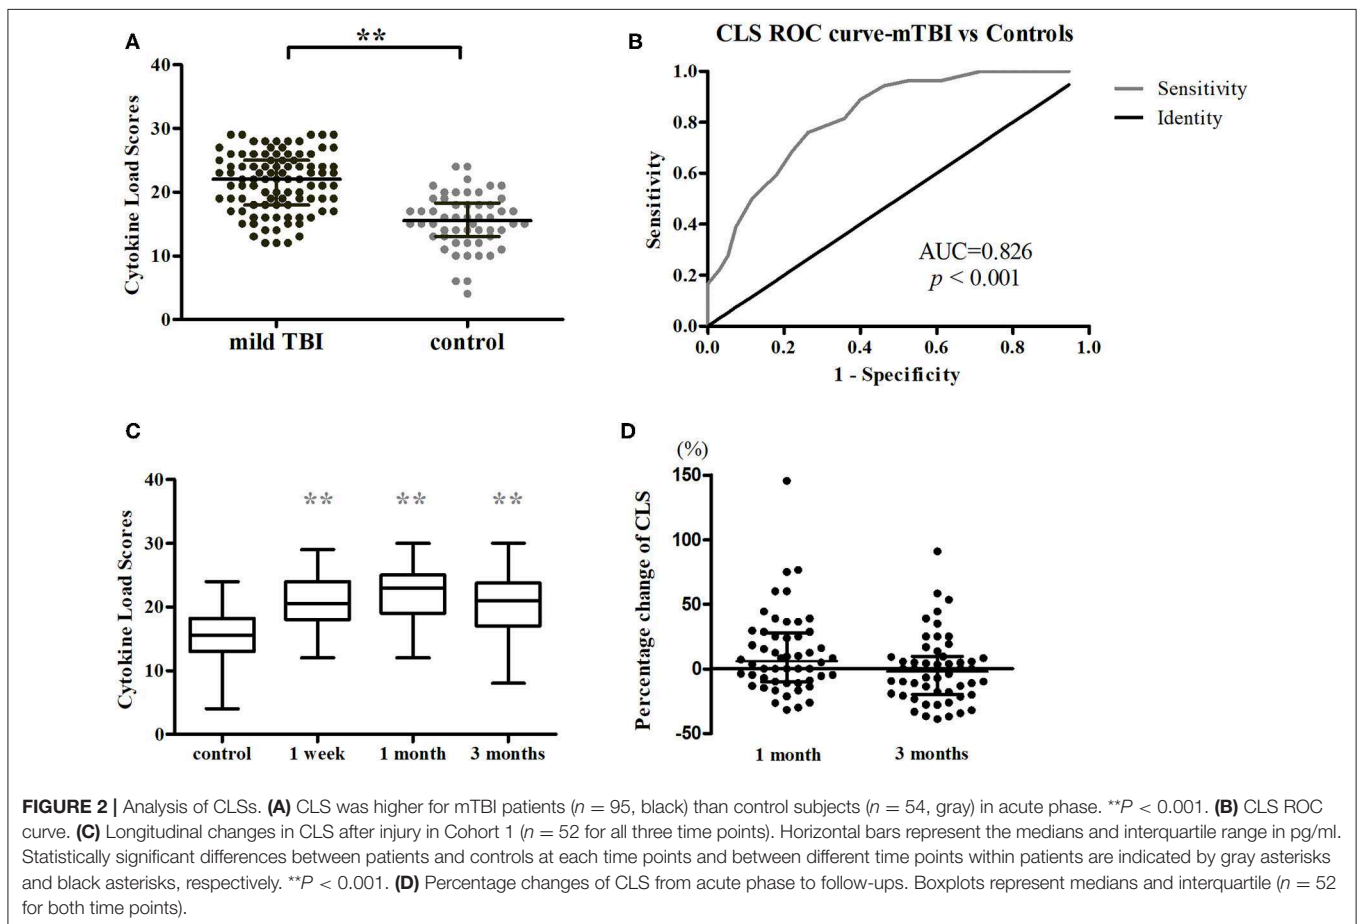 A
**
Cytokine Load Scores
40
30
20
10
0
mild TBI
control
B
CLS ROC curve-mTBI vs Controls
Sensitivity
1.0
0.8
0.6
0.4
0.2
0.0
0.0 0.2 0.4 0.6 0.8 1.0
1 - Specificity
AUC=0.826
p < 0.001
Sensitivity
Identity
C
Cytokine Load Scores
40
30
20
10
0
** ** **
control 1 week 1 month 3 months
D
(%)
Percentage change of CLS
150
100
50
0
-50
1 month 3 months
FIGURE 2 | Analysis of CLSs. (A) CLS was higher for mTBI patients (n = 95, black) than control subjects (n = 54, gray) in acute phase. **P < 0.001. (B) CLS ROC
curve. (C) Longitudinal changes in CLS after injury in Cohort 1 (n = 52 for all three time points). Horizontal bars represent the medians and interquartile range in pg/ml.
Statistically significant differences between patients and controls at each time points and between different time points within patients are indicated by gray asterisks
and black asterisks, respectively. **P < 0.001. (D) Percentage changes of CLS from acute phase to follow-ups. Boxplots represent medians and interquartile (n = 52
for both time points).